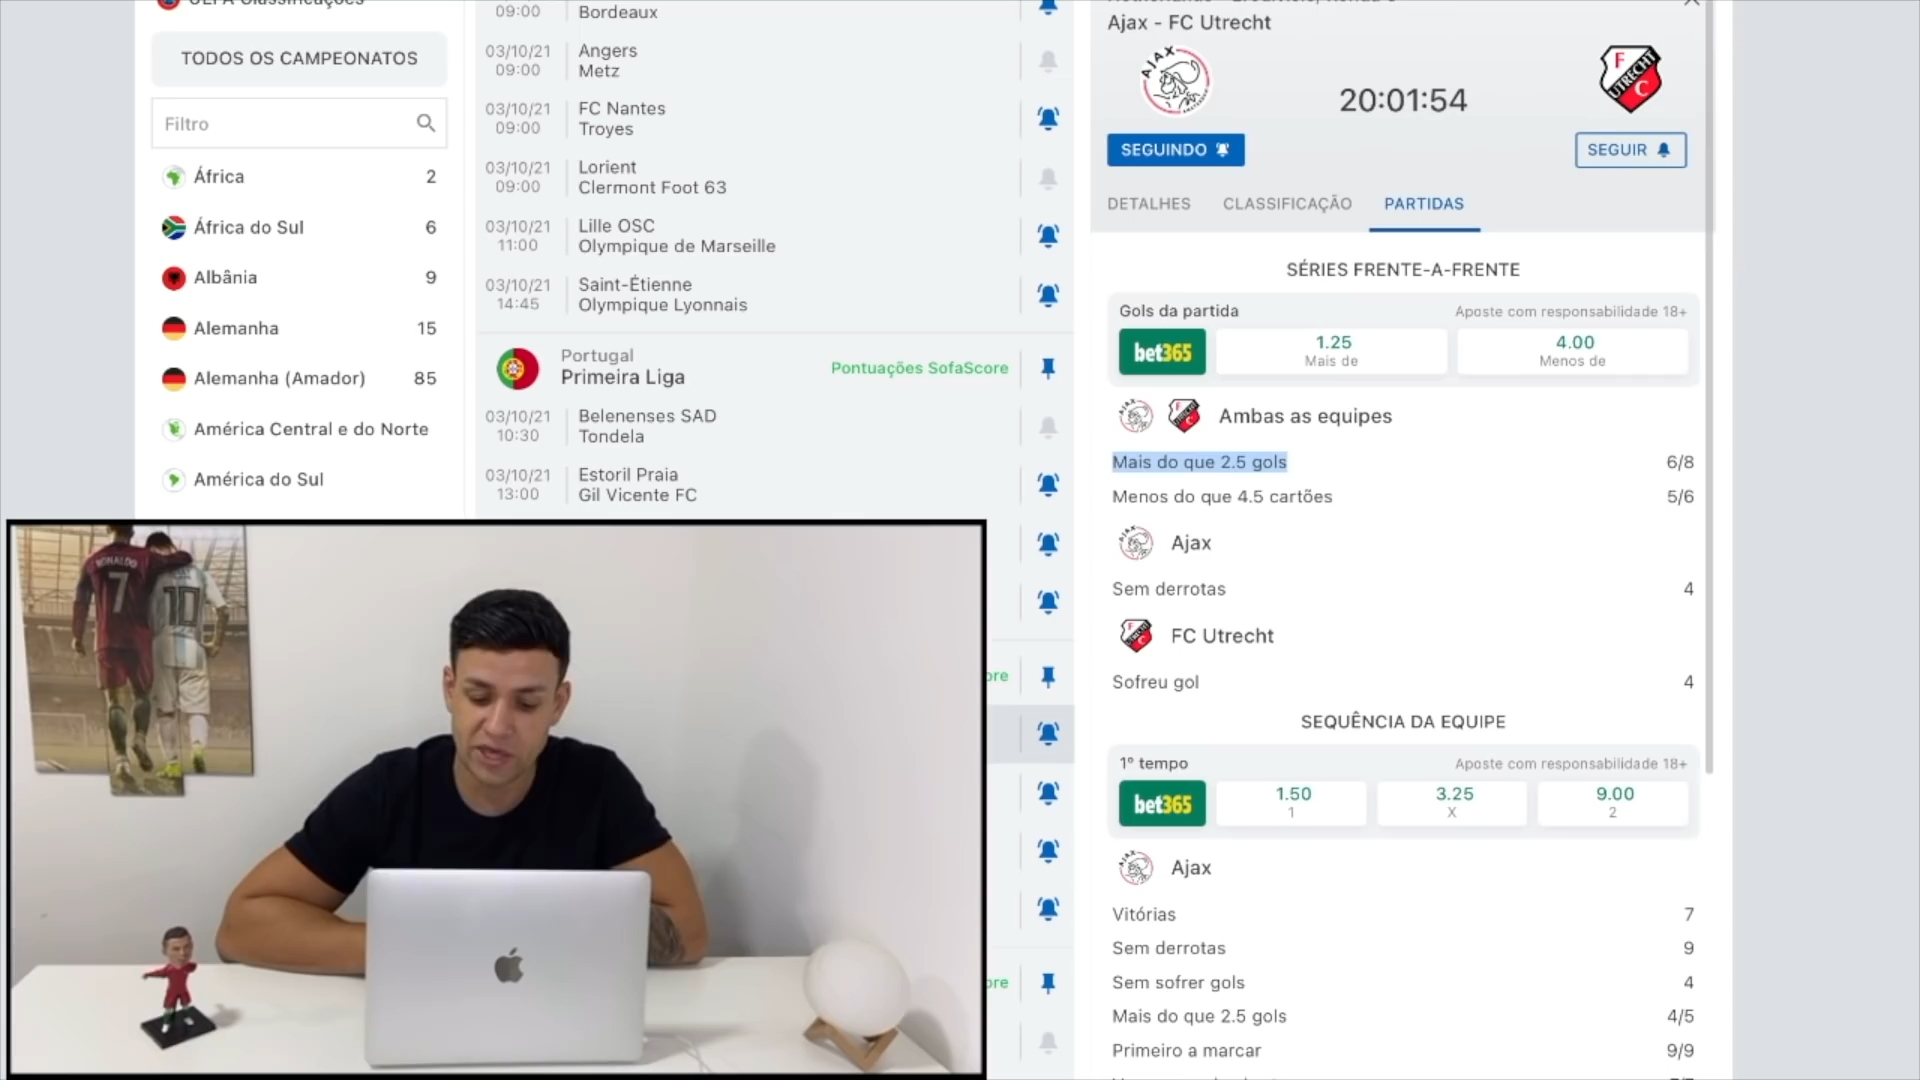 TODOS OS CAMPEONATOS
Filtro
África 2
África do Sul 6
Albânia 9
Alemanha 15
Alemanha (Amador) 85
América Central e do Norte
América do Sul
09:00 Bordeaux
03/10/21 Angers
09:00 Metz
03/10/21 FC Nantes
09:00 Troyes
03/10/21 Lorient
09:00 Clermont Foot 63
03/10/21 Lille OSC
11:00 Olympique de Marseille
03/10/21 Saint-Étienne
14:45 Olympique Lyonnais
Portugal
Primeira Liga
Pontuações SofaScore
03/10/21 Belenenses SAD
10:30 Tondela
03/10/21 Estoril Praia
13:00 Gil Vicente FC
ore
ore
Ajax - FC Utrecht
AJAX
20:01:54
F
UTRECHT
C
SEGUINDO
SEGUIR
DETALHES CLASSIFICAÇÃO PARTIDAS
SÉRIES FRENTE-A-FRENTE
Gols da partida Aposte com responsabilidade 18+
bet365
1.25
Mais de
4.00
Menos de
Ambas as equipes
Mais do que 2.5 gols 6/8
Menos do que 4.5 cartões 5/6
Ajax
Sem derrotas 4
FC Utrecht
Sofreu gol 4
SEQUÊNCIA DA EQUIPE
1º tempo Aposte com responsabilidade 18+
bet365
1.50
1
3.25
X
9.00
2
Ajax
Vitórias 7
Sem derrotas 9
Sem sofrer gols 4
Mais do que 2.5 gols 4/5
Primeiro a marcar 9/9
RONALDO
7
10